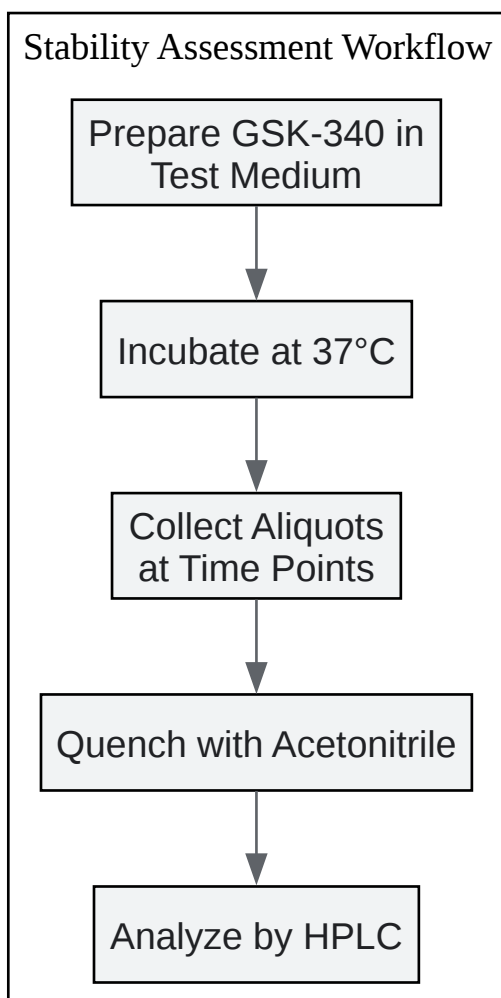 Stability Assessment Workflow
Prepare GSK-340 in
Test Medium
Incubate at 37°C
Collect Aliquots
at Time Points
Quench with Acetonitrile
Analyze by HPLC